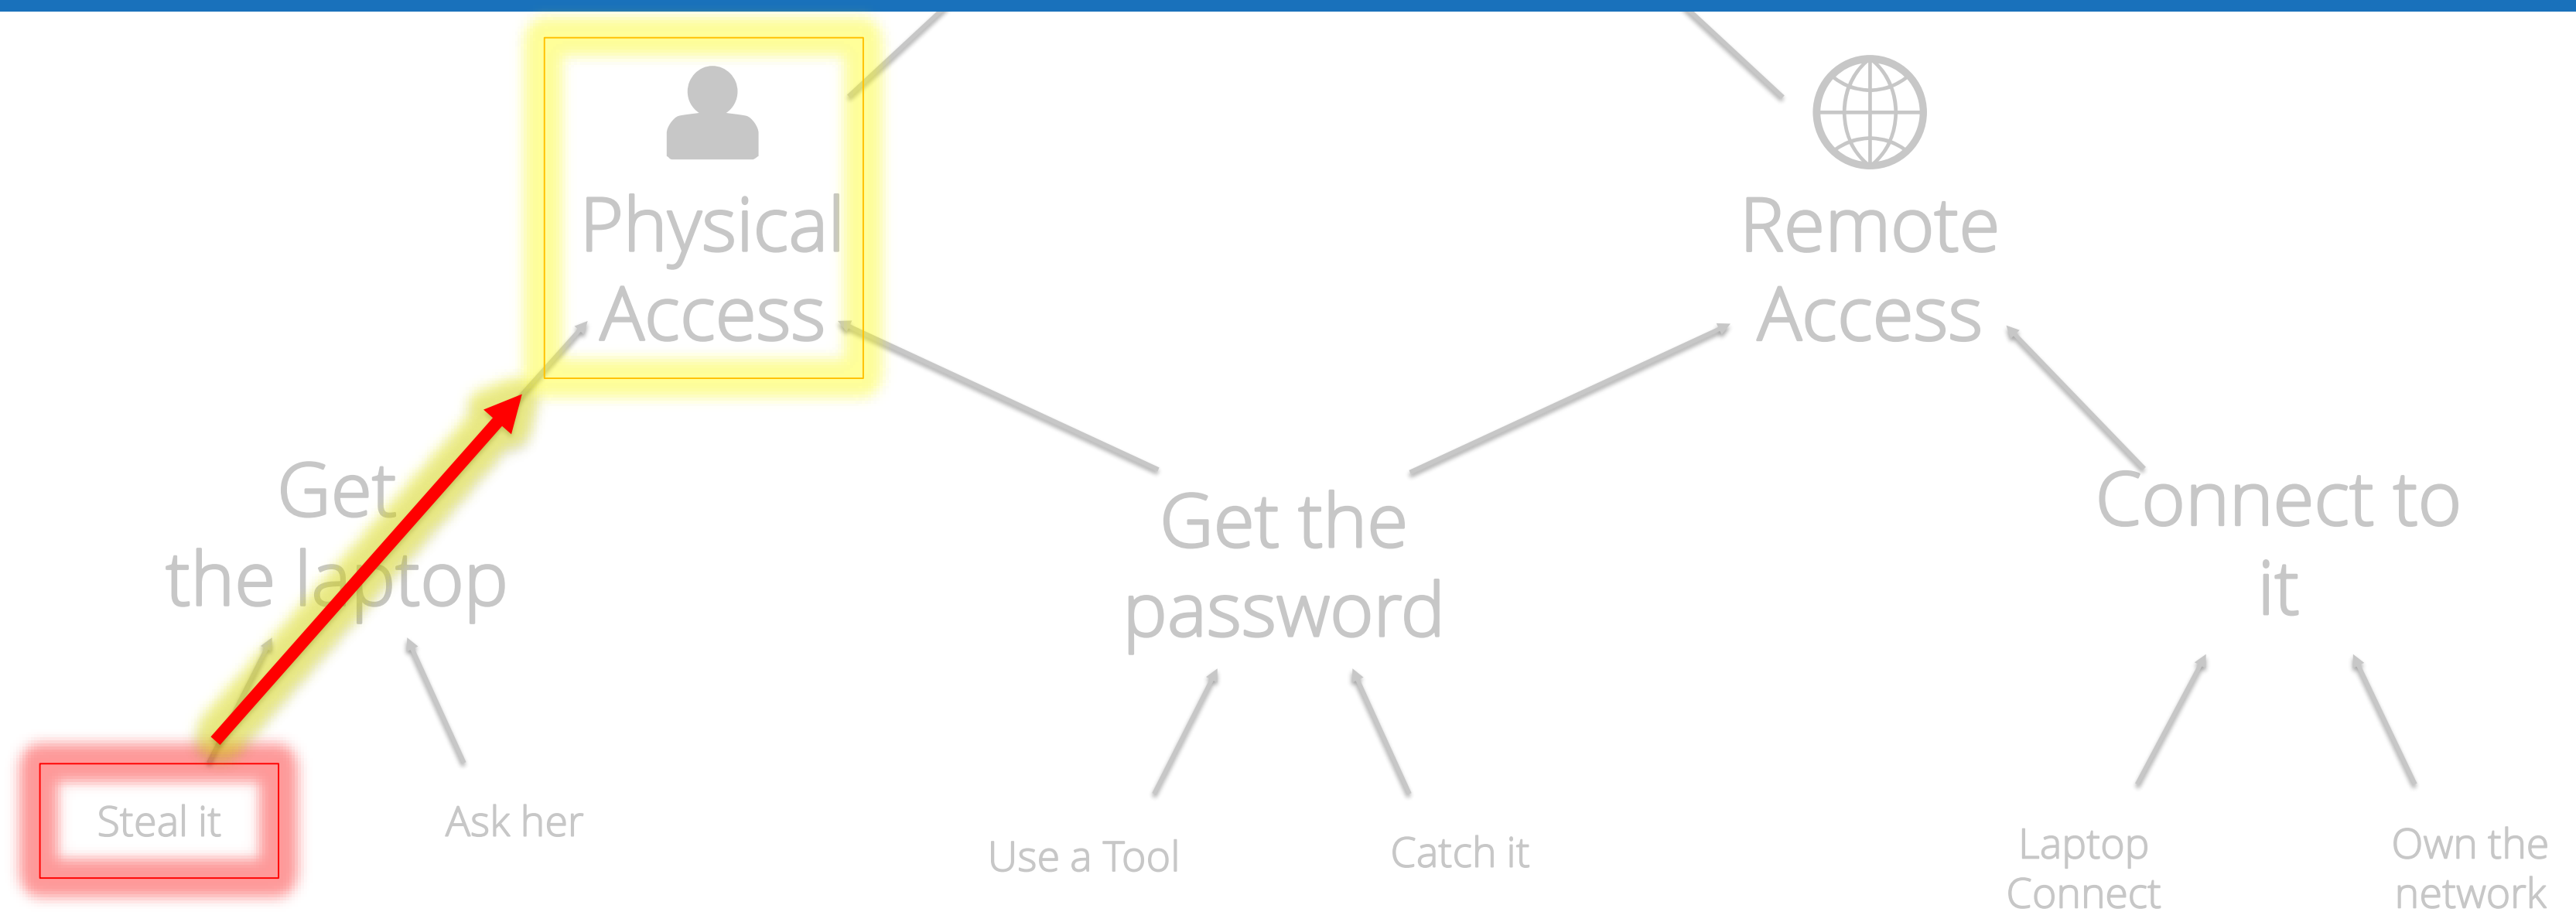 Physical
Access
Remote
Access
Get
the laptop
Get the
password
Connect to
it
Steal it
Ask her
Use a Tool
Catch it
Laptop
Connect
Own the
network